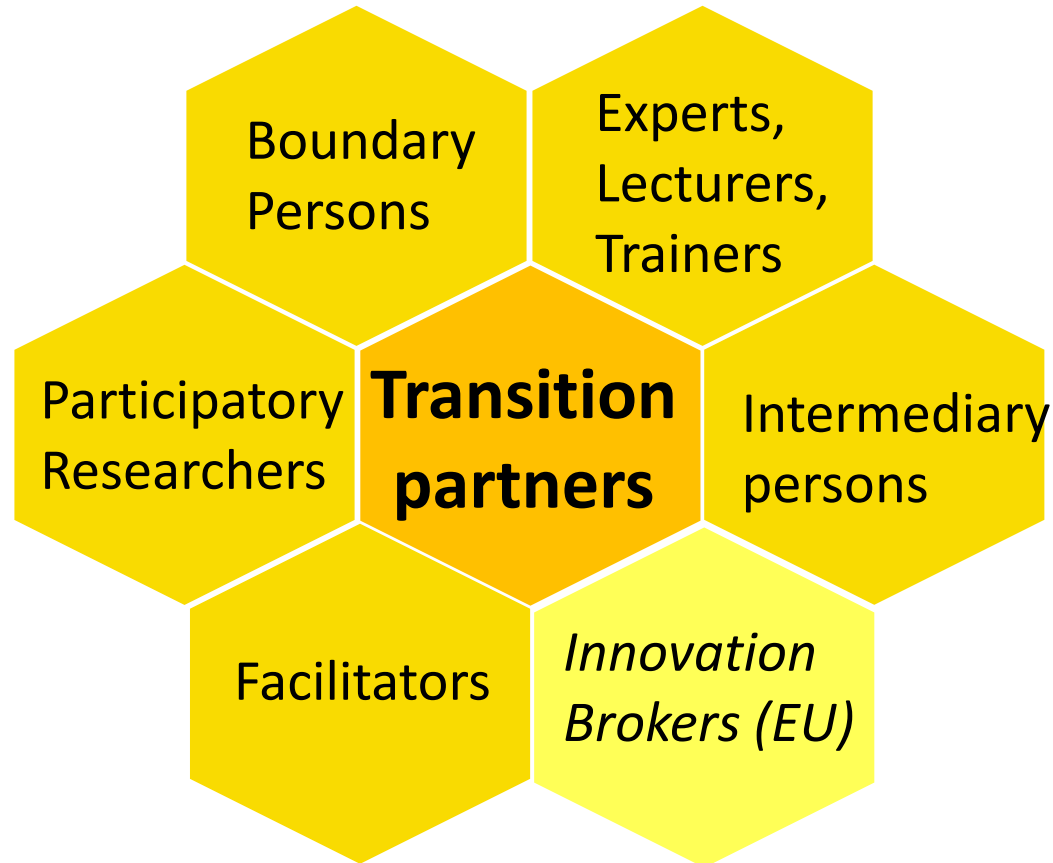 Boundary
Persons
Experts,
Lecturers,
Trainers
Participatory
Researchers
Transition
partners
Intermediary
persons
Facilitators
Innovation
Brokers (EU)